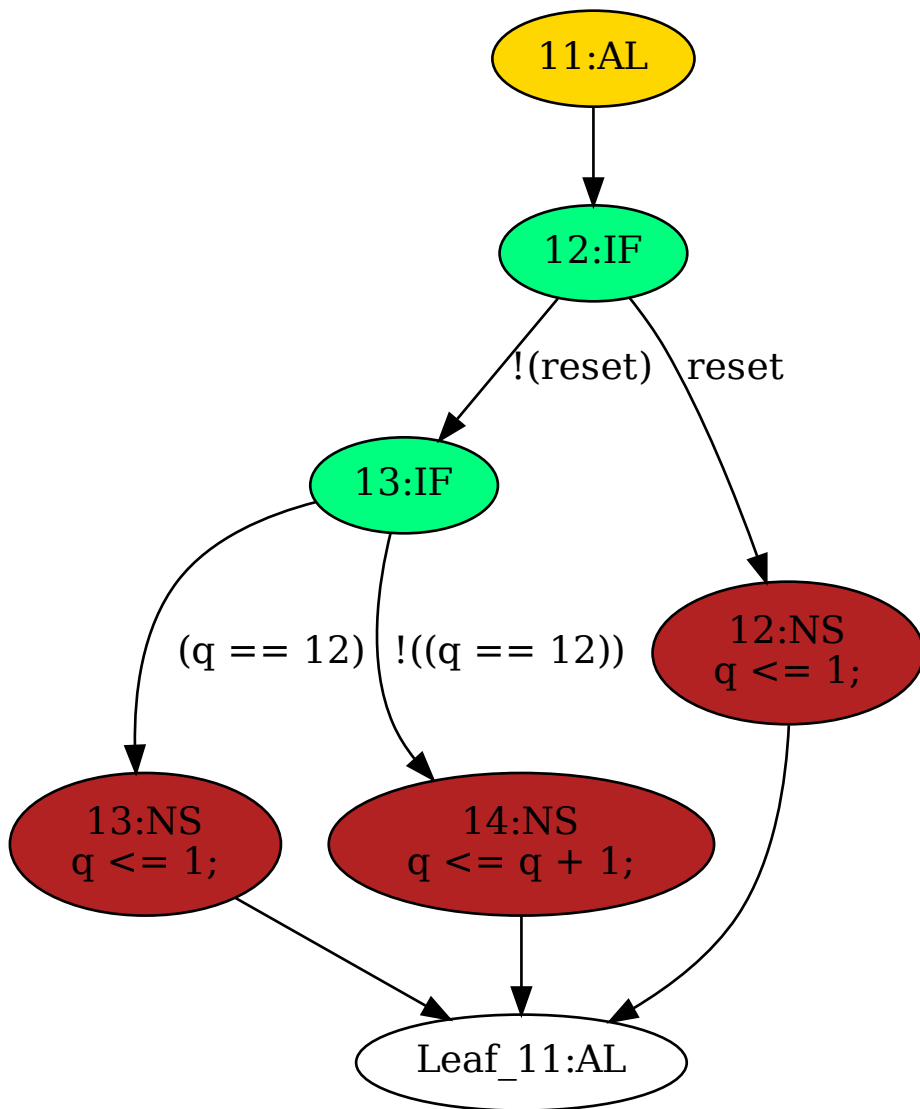 11:AL
12:IF
!(reset)
reset
13:IF
12:NS
q <= 1;
(q == 12)
!((q == 12))
13:NS
q <= 1;
14:NS
q <= q + 1;
Leaf_11:AL